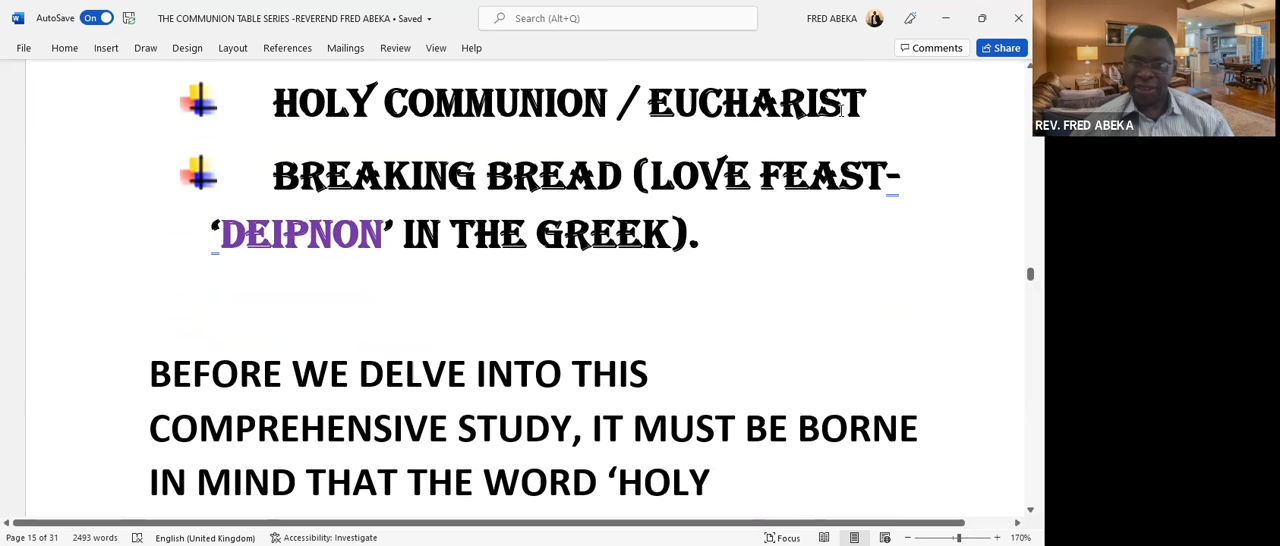 AutoSave On THE COMMUNION TABLE SERIES -REVEREND FRED ABEKA • Saved Search (Alt+Q) FRED ABEKA
File Home Insert Draw Design Layout References Mailings Review View Help Comments Share
REV. FRED ABEKA
HOLY COMMUNION / EUCHARIST
BREAKING BREAD (LOVE FEAST-
‘DEIPNON’ IN THE GREEK).
BEFORE WE DELVE INTO THIS
COMPREHENSIVE STUDY, IT MUST BE BORNE
IN MIND THAT THE WORD ‘HOLY
Page 15 of 31 2493 words English (United Kingdom) Accessibility: Investigate Focus 170%